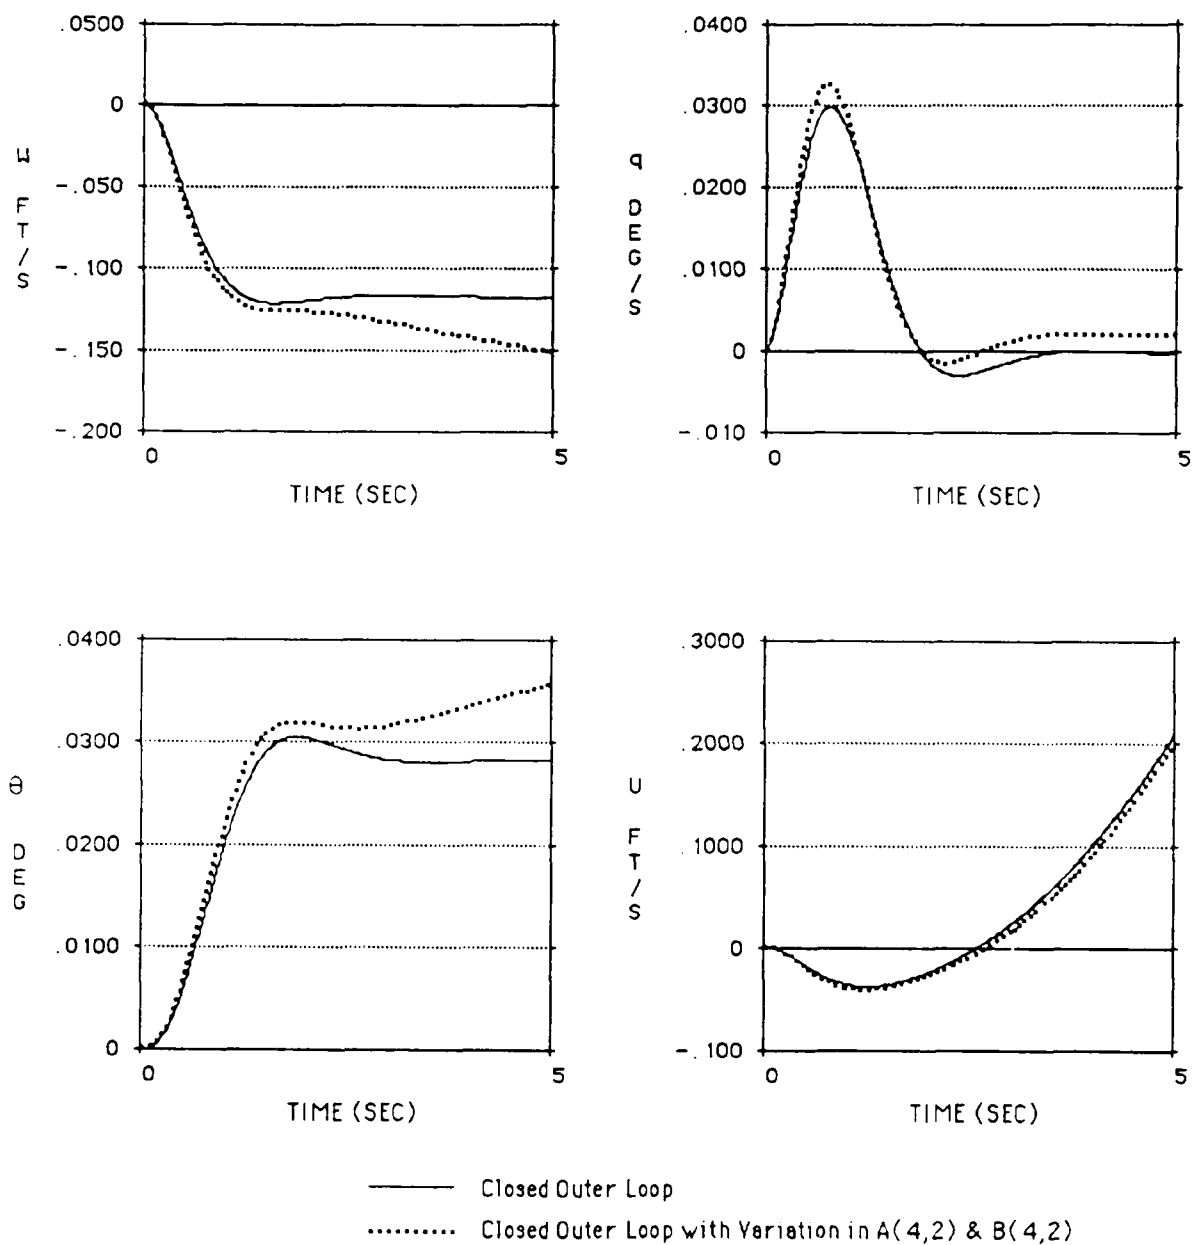 .0500
0
-.050
-.100
-.150
-.200
w FT/S
0 5
TIME (SEC)
.0400
.0300
.0200
.0100
0
-.010
q DEG/S
0 5
TIME (SEC)
.0400
.0300
.0200
.0100
0
θ DEG
0 5
TIME (SEC)
.3000
.2000
.1000
0
-.100
U FT/S
0 5
TIME (SEC)
Closed Outer Loop
Closed Outer Loop with Variation in A(4,2) & B(4,2)